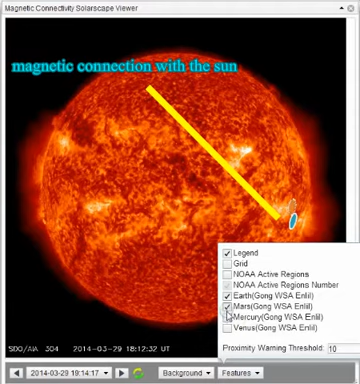 Magnetic Connectivity Solarscape Viewer
magnetic connection with the sun
Legend
Grid
NOAA Active Regions
NOAA Active Regions Number
Earth(Gong WSA Enlil)
Mars(Gong WSA Enlil)
Mercury(Gong WSA Enlil)
Venus(Gong WSA Enlil)
Proximity Warning Threshold: 10
SDO/AIA 304 2014-03-29 18:12:32 UT
2014-03-29 19:14:17
Background
Features